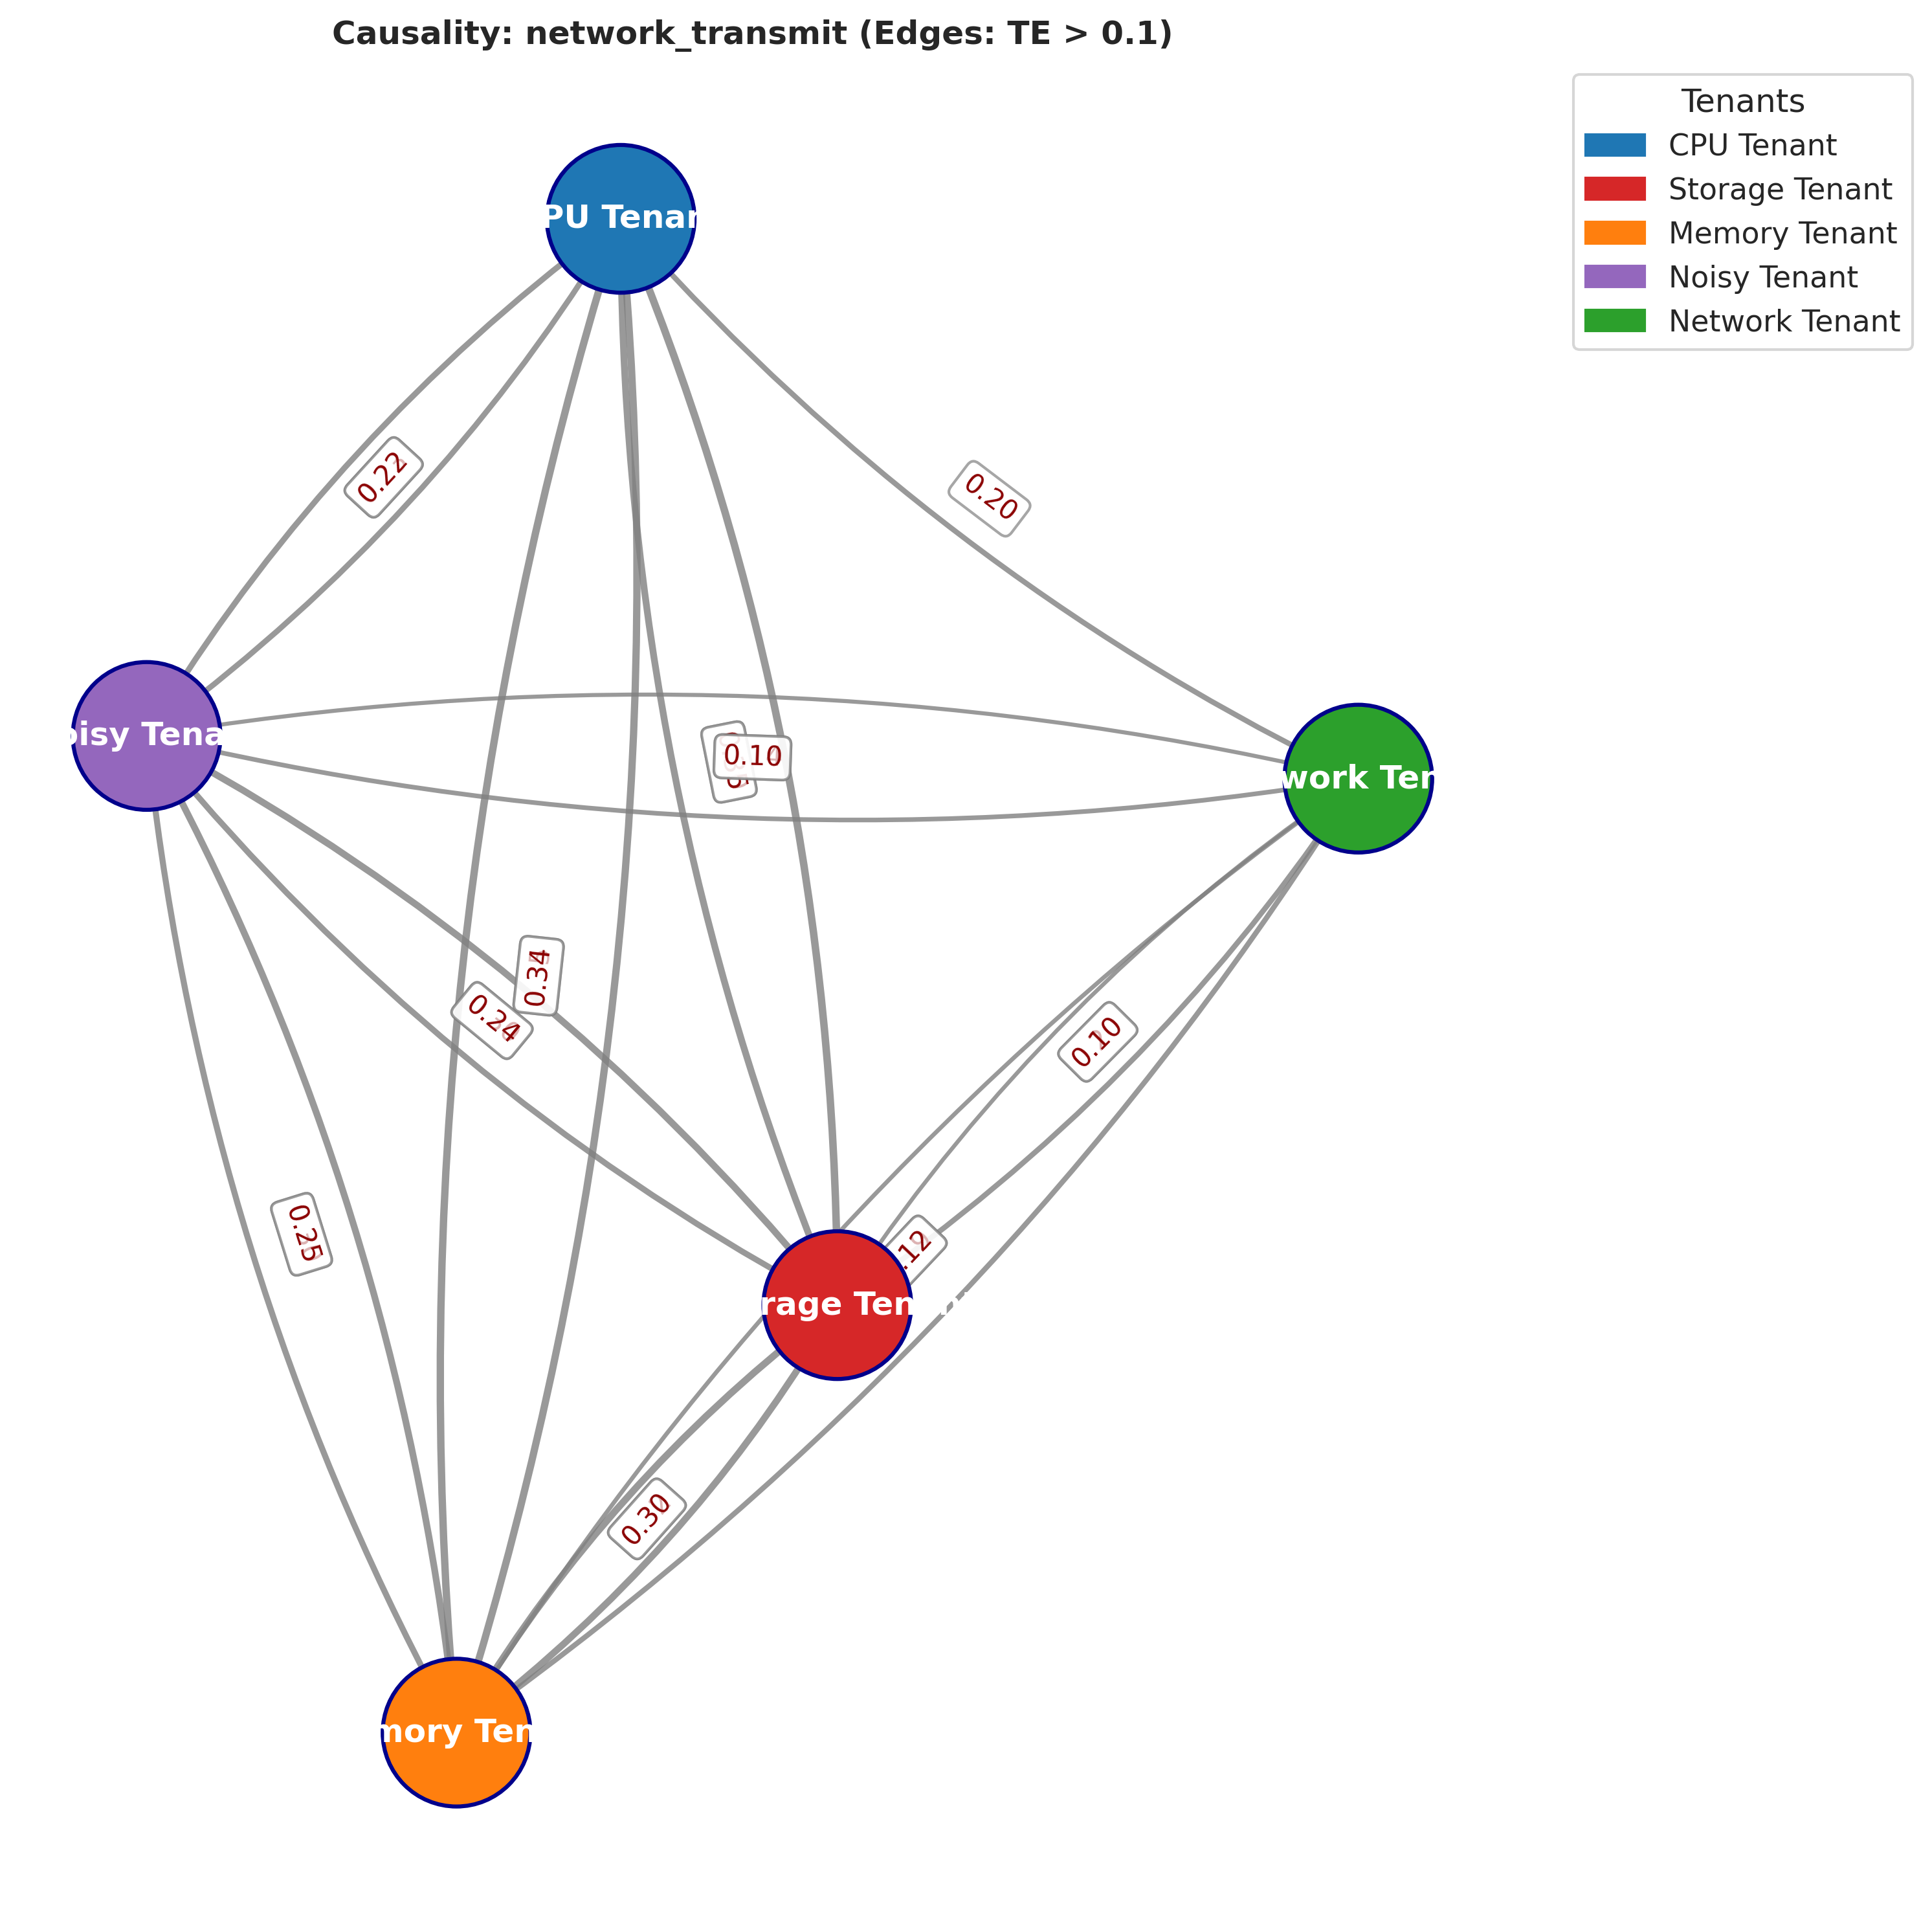 Causality: network_transmit (Edges: TE > 0.1)
Tenants
CPU Tenant
Storage Tenant
Memory Tenant
Noisy Tenant
Network Tenant
PU Tenan
0.22
0.20
oisy Tena
0.10
work Ten
0.34
0.24
0.10
0.25
.12
rage Ten
0.30
mory Ten